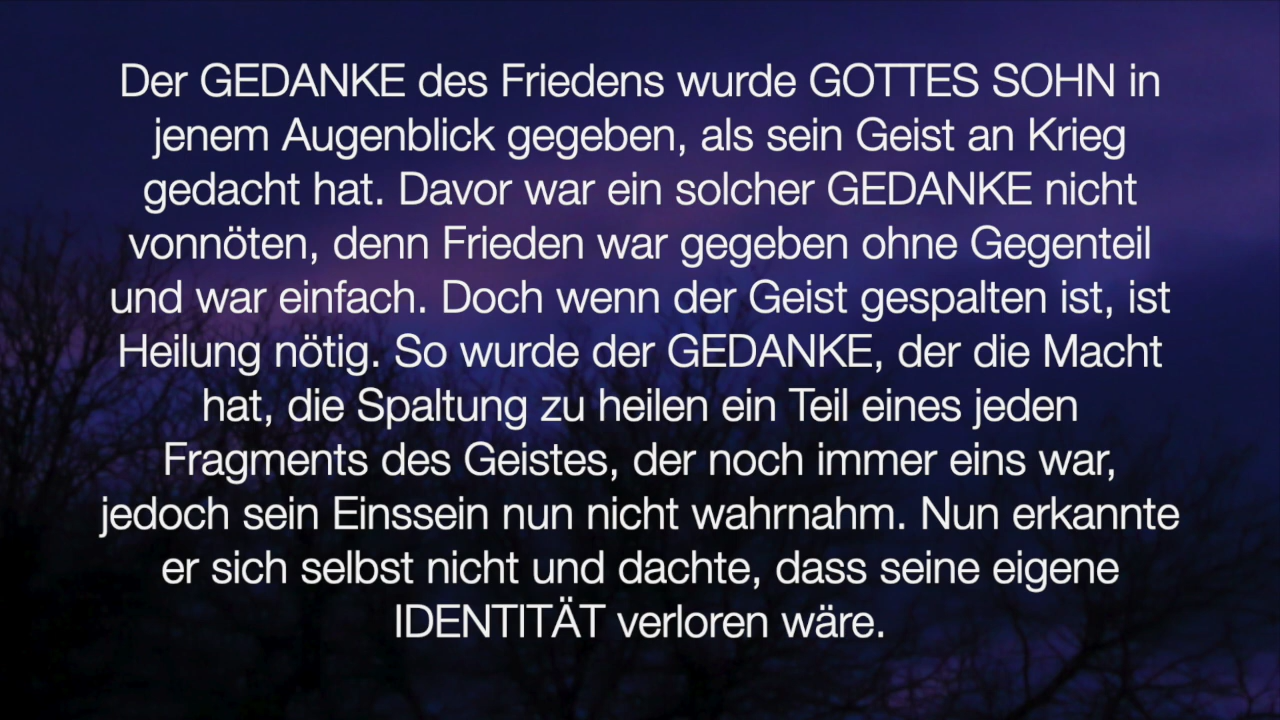 Der GEDANKE des Friedens wurde GOTTES SOHN in
jenem Augenblick gegeben, als sein Geist an Krieg
gedacht hat. Davor war ein solcher GEDANKE nicht
vonnöten, denn Frieden war gegeben ohne Gegenteil
und war einfach. Doch wenn der Geist gespalten ist, ist
Heilung nötig. So wurde der GEDANKE, der die Macht
hat, die Spaltung zu heilen ein Teil eines jeden
Fragments des Geistes, der noch immer eins war,
jedoch sein Einssein nun nicht wahrnahm. Nun erkannte
er sich selbst nicht und dachte, dass seine eigene
IDENTITÄT verloren wäre.